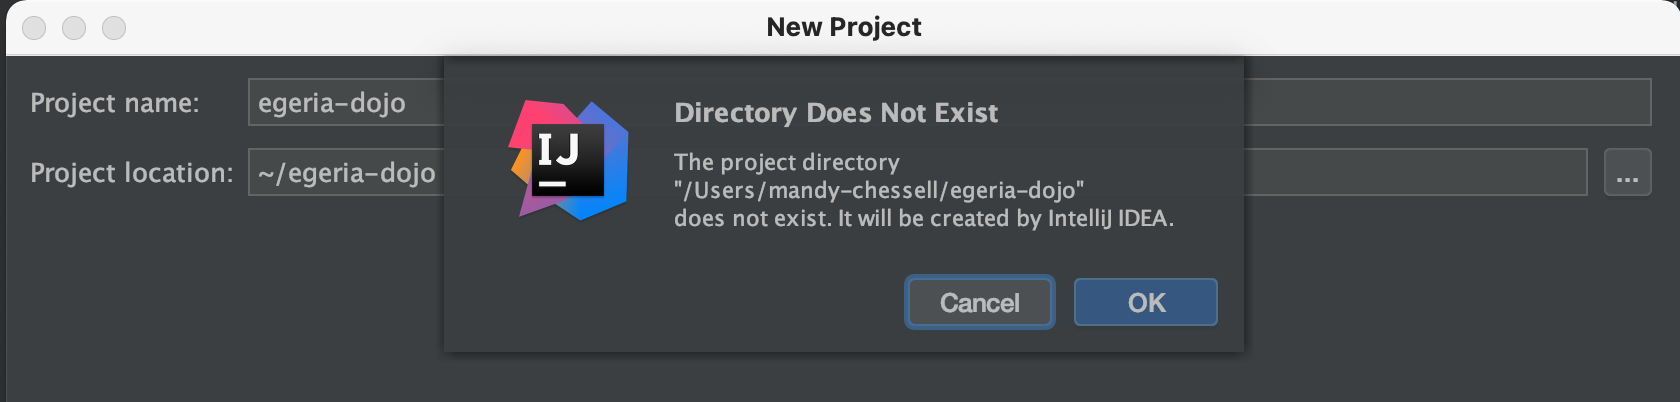 New Project
Project name:
egeria-dojo
Project location:
~/egeria-dojo
...
IJ
Directory Does Not Exist
The project directory
"/Users/mandy-chessell/egeria-dojo"
does not exist. It will be created by IntelliJ IDEA.
Cancel
OK